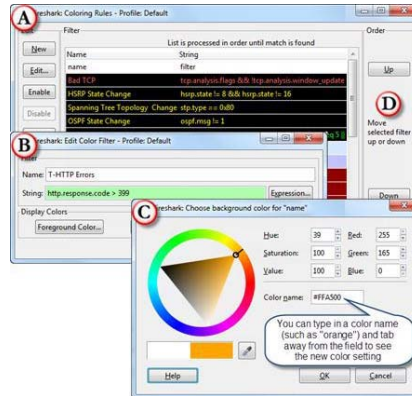 A
ireshark: Coloring Rules - Profile: Default
Filter
Order
List is processed in order until match is found
New
Name
String
name
filter
Edit...
Up
Bad TCP
tcp.analysis.flags && !tcp.analysis.window_update
Enable
HSRP State Change
hsrp.state != 8 && hsrp.state != 16
D
Spanning Tree Topology Change
stp.type == 0x80
Disable
OSPF State Change
ospf.msg != 1
Move
selected filter
up or down
B
ireshark: Edit Color Filter - Profile: Default
Filter
Name:
T-HTTP Errors
Down
String:
http.response.code > 399
Expression...
Display Colors
C
ireshark: Choose background color for "name"
Foreground Color...
Hue:
39
Red:
255
Saturation:
100
Green:
165
Value:
100
Blue:
0
Color name:
#FFA500
You can type in a color name
(such as "orange") and tab
away from the field to see
the new color setting
Help
OK
Cancel